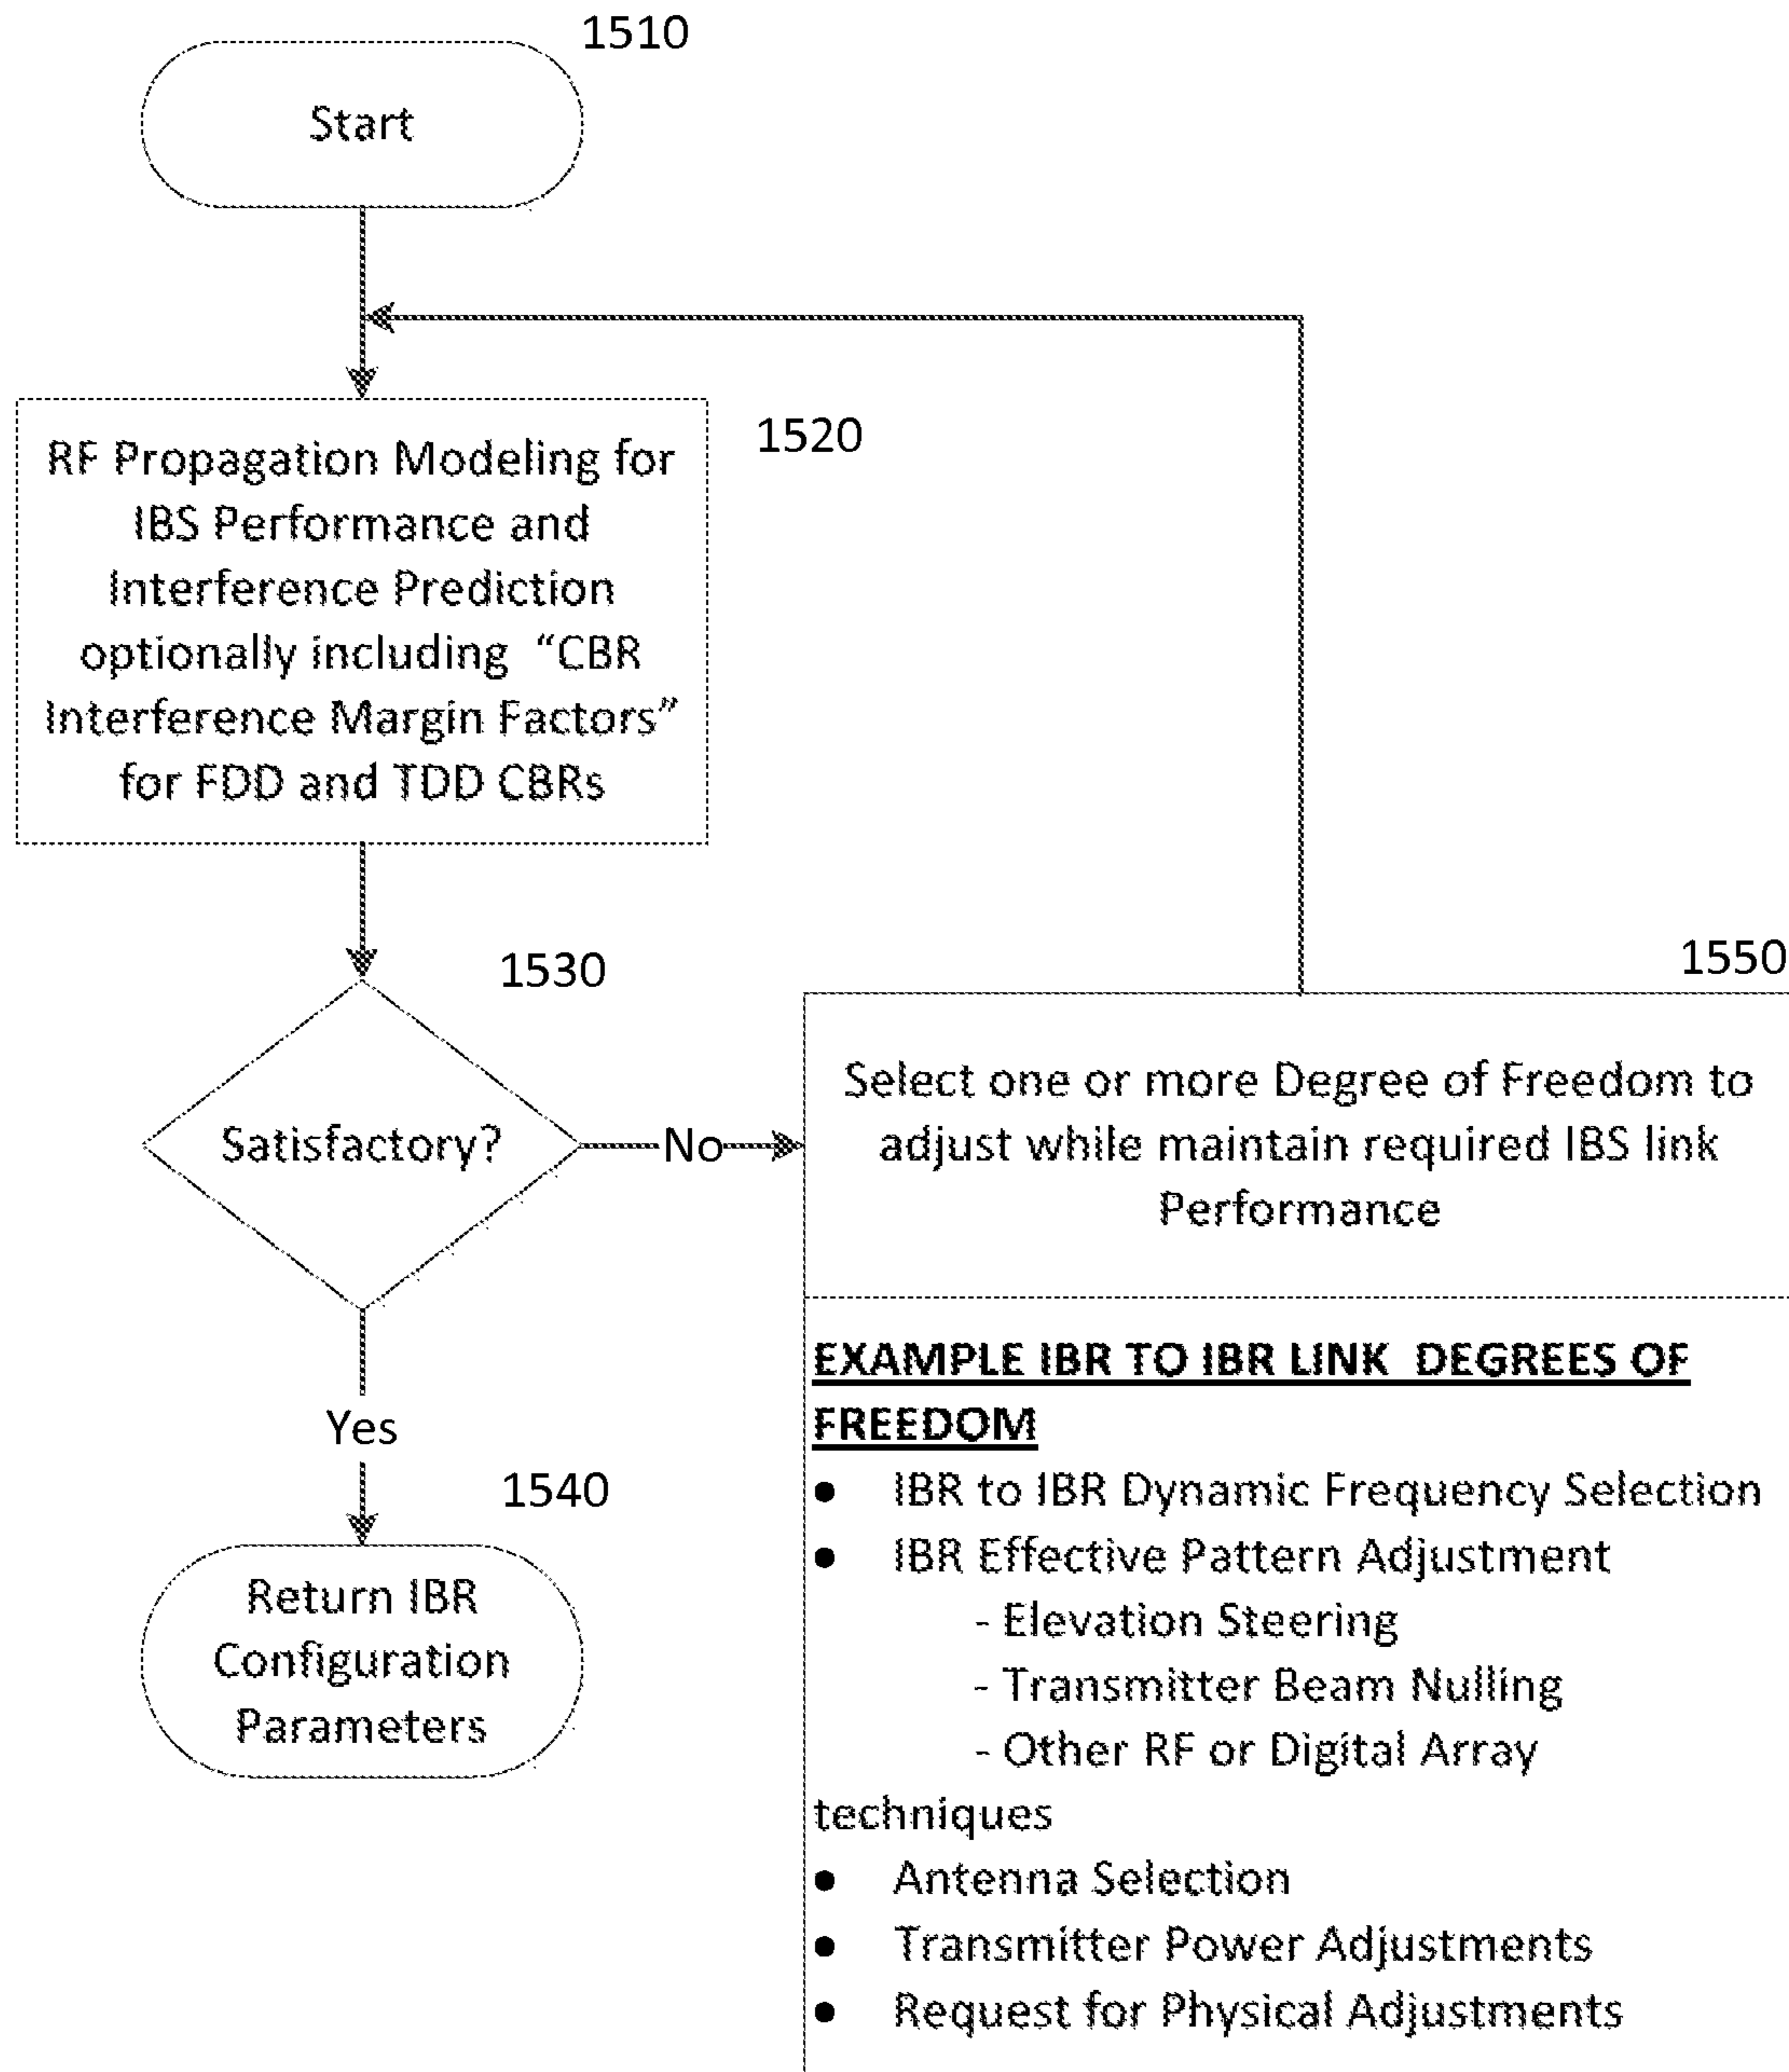 1510
Start
1520
RF Propagation Modeling for
IBS Performance and
Interference Prediction
optionally including “CBR
Interference Margin Factors”
for FDD and TDD CBRs
1530
Satisfactory?
No
Yes
1540
Return IBR
Configuration
Parameters
1550
Select one or more Degree of Freedom to
adjust while maintain required IBS link
Performance
EXAMPLE IBR TO IBR LINK DEGREES OF
FREEDOM
● IBR to IBR Dynamic Frequency Selection
● IBR Effective Pattern Adjustment
- Elevation Steering
- Transmitter Beam Nulling
- Other RF or Digital Array
techniques
● Antenna Selection
● Transmitter Power Adjustments
● Request for Physical Adjustments